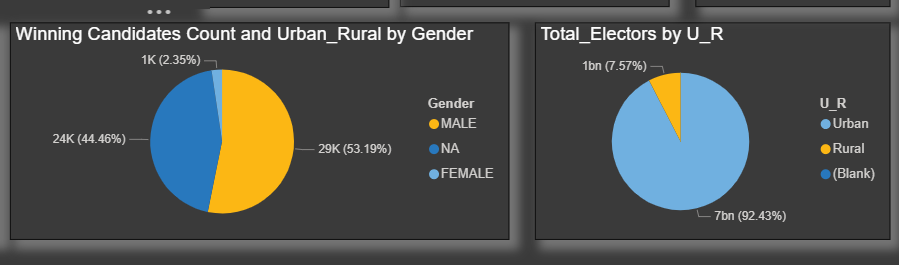 Winning Candidates Count and Urban_Rural by Gender
1K (2.35%)
24K (44.46%)
29K (53.19%)
Gender
MALE
NA
FEMALE
Total_Electors by U_R
1bn (7.57%)
7bn (92.43%)
U_R
Urban
Rural
(Blank)